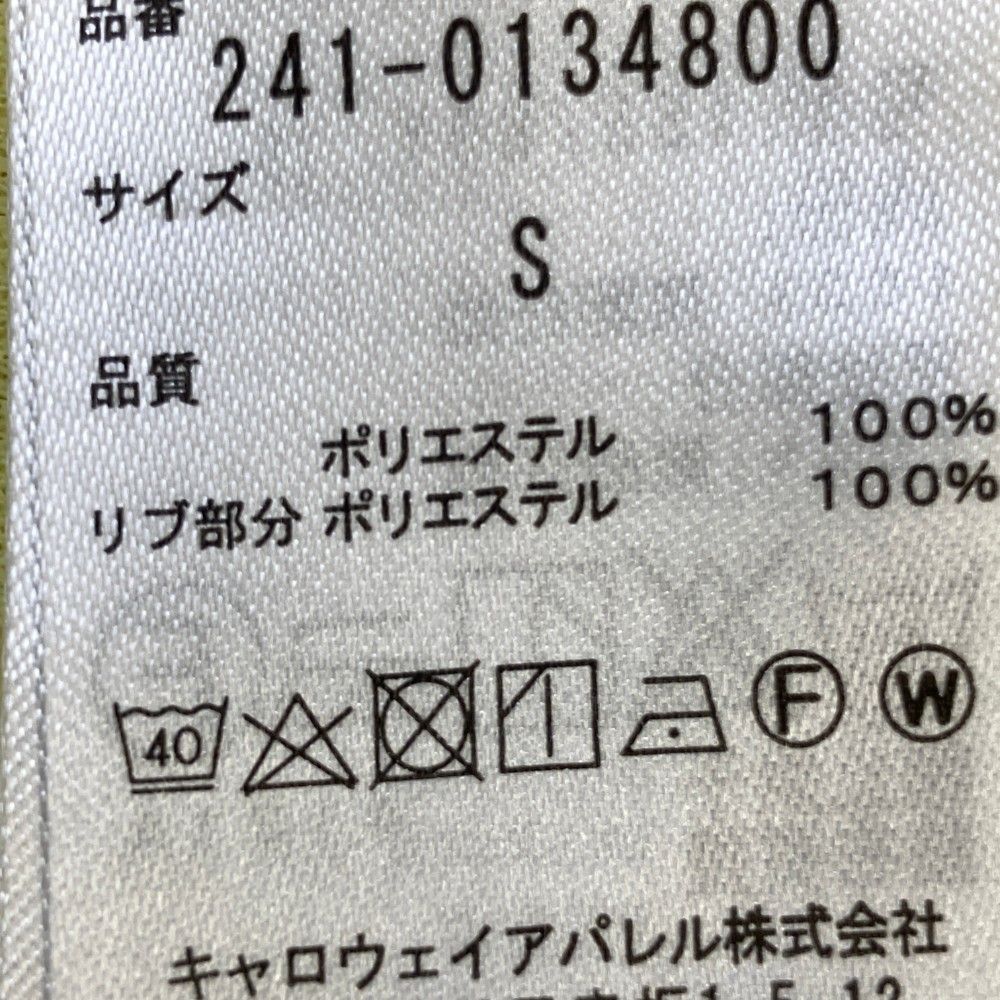 品番
241-0134800
サイズ
S
品質
ポリエステル 100%
リブ部分 ポリエステル 100%
40
F W
キャロウェイアパレル株式会社